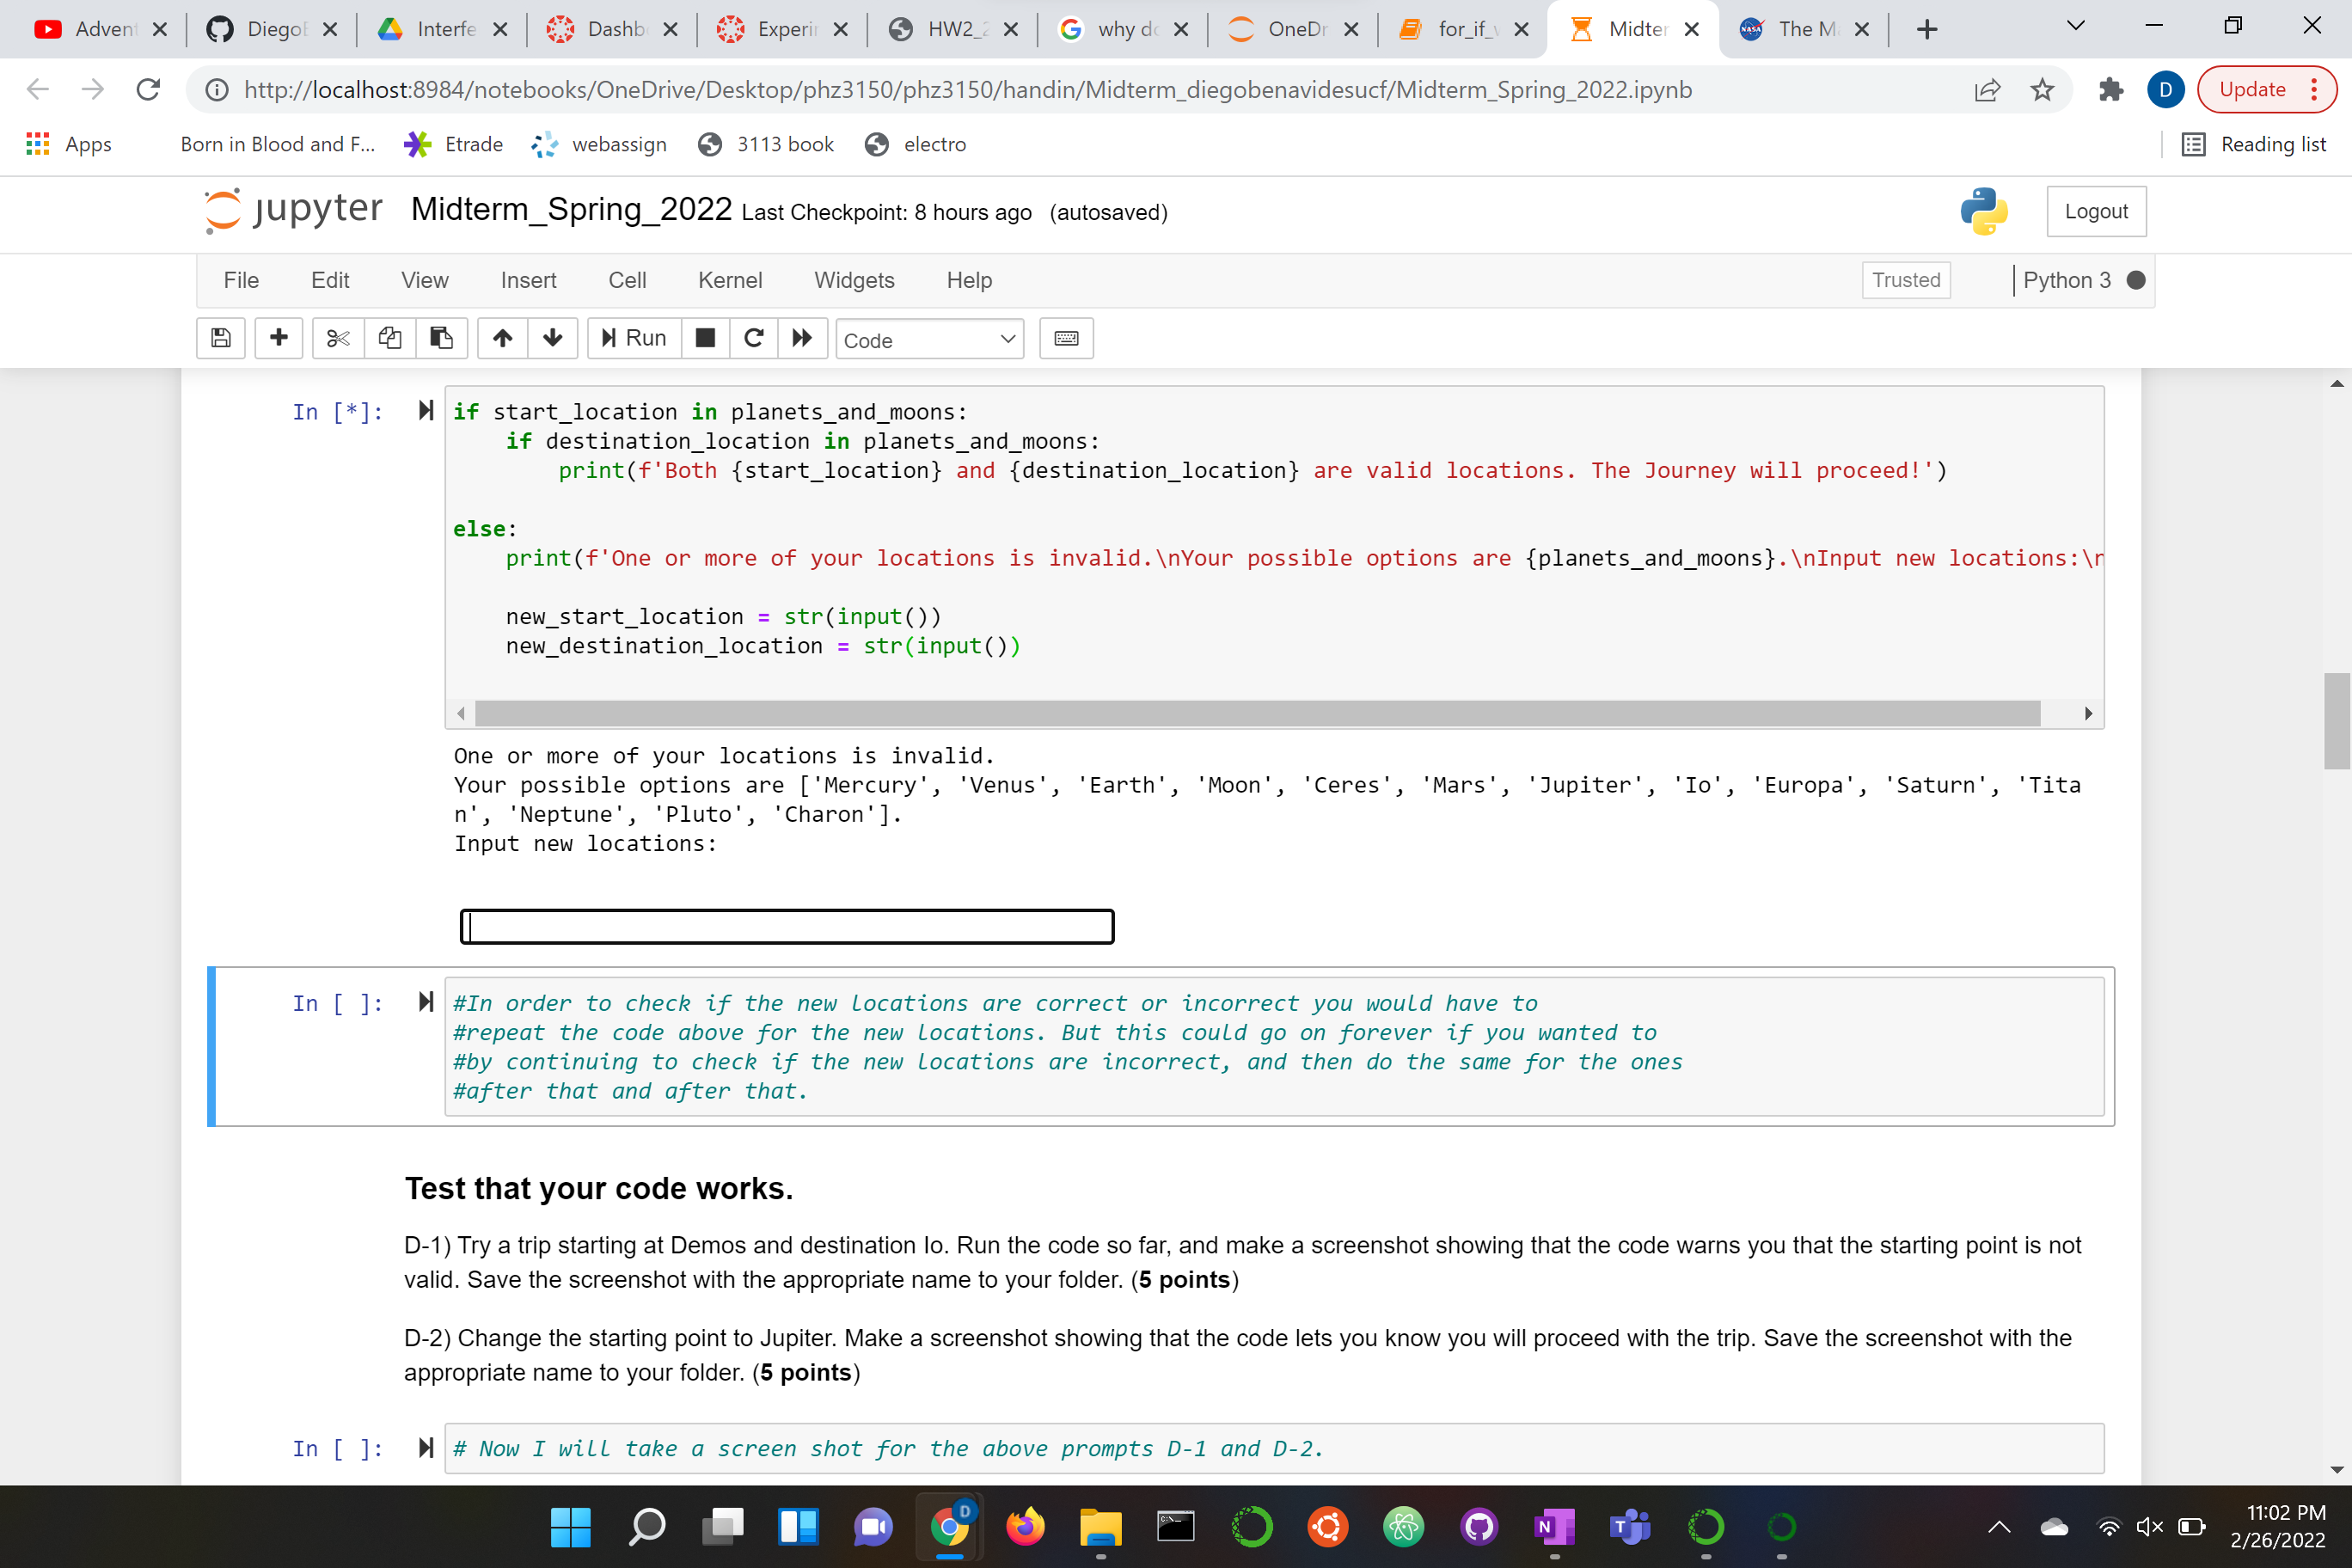 Adven
Diegol
Interfe
Dashb
Experi
HW2_2
why do
OneDr
for_if_
Midter
The M
http://localhost:8984/notebooks/OneDrive/Desktop/phz3150/phz3150/handin/Midterm_diegobenavidesucf/Midterm_Spring_2022.ipynb
D
Update
Apps
Born in Blood and F...
Etrade
webassign
3113 book
electro
Reading list
jupyter Midterm_Spring_2022 Last Checkpoint: 8 hours ago (autosaved)
Logout
File Edit View Insert Cell Kernel Widgets Help
Trusted
Python 3
Run
Code
In [*]:
if start_location in planets_and_moons:
    if destination_location in planets_and_moons:
        print(f'Both {start_location} and {destination_location} are valid locations. The Journey will proceed!')
else:
    print(f'One or more of your locations is invalid.\nYour possible options are {planets_and_moons}.\nInput new locations:\n
    new_start_location = str(input())
    new_destination_location = str(input())
One or more of your locations is invalid.
Your possible options are ['Mercury', 'Venus', 'Earth', 'Moon', 'Ceres', 'Mars', 'Jupiter', 'Io', 'Europa', 'Saturn', 'Tita
n', 'Neptune', 'Pluto', 'Charon'].
Input new locations:
In [ ]:
#In order to check if the new locations are correct or incorrect you would have to
#repeat the code above for the new locations. But this could go on forever if you wanted to
#by continuing to check if the new locations are incorrect, and then do the same for the ones
#after that and after that.
Test that your code works.
D-1) Try a trip starting at Demos and destination Io. Run the code so far, and make a screenshot showing that the code warns you that the starting point is not
valid. Save the screenshot with the appropriate name to your folder. (5 points)
D-2) Change the starting point to Jupiter. Make a screenshot showing that the code lets you know you will proceed with the trip. Save the screenshot with the
appropriate name to your folder. (5 points)
In [ ]:
# Now I will take a screen shot for the above prompts D-1 and D-2.
11:02 PM
2/26/2022